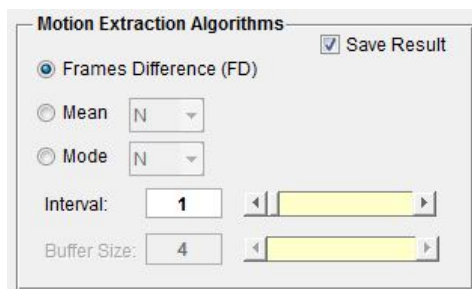 Motion Extraction Algorithms
Save Result
Frames Difference (FD)
Mean N
Mode N
Interval: 1
Buffer Size: 4